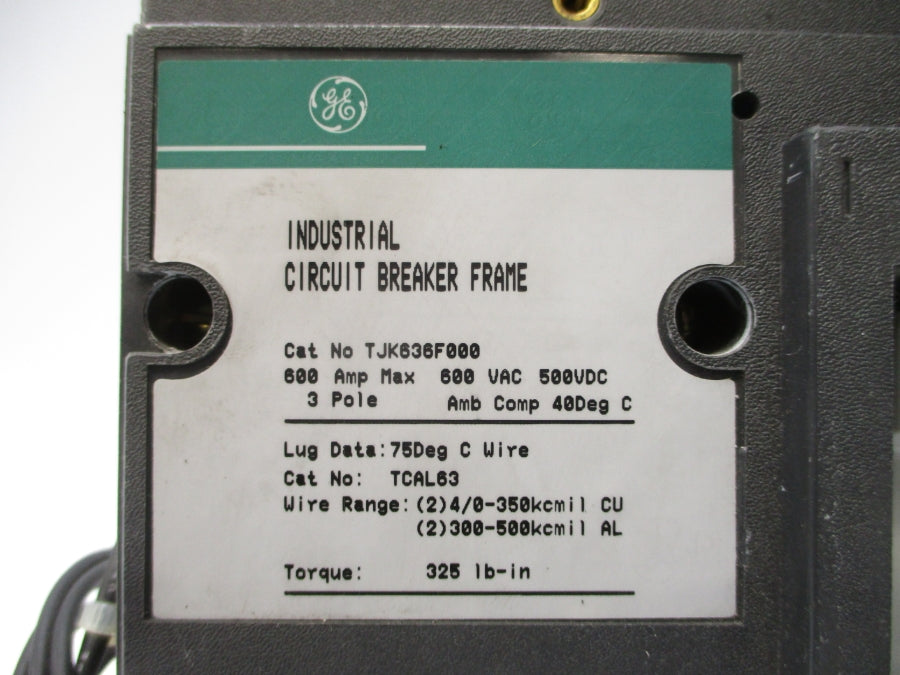 GE
INDUSTRIAL
CIRCUIT BREAKER FRAME
Cat No TJK636F000
600 Amp Max 600 VAC 500VDC
3 Pole Amb Comp 40Deg C
Lug Data:75Deg C Wire
Cat No: TCAL63
Wire Range:(2)4/0-350kcmil CU
(2)300-500kcmil AL
Torque: 325 lb-in